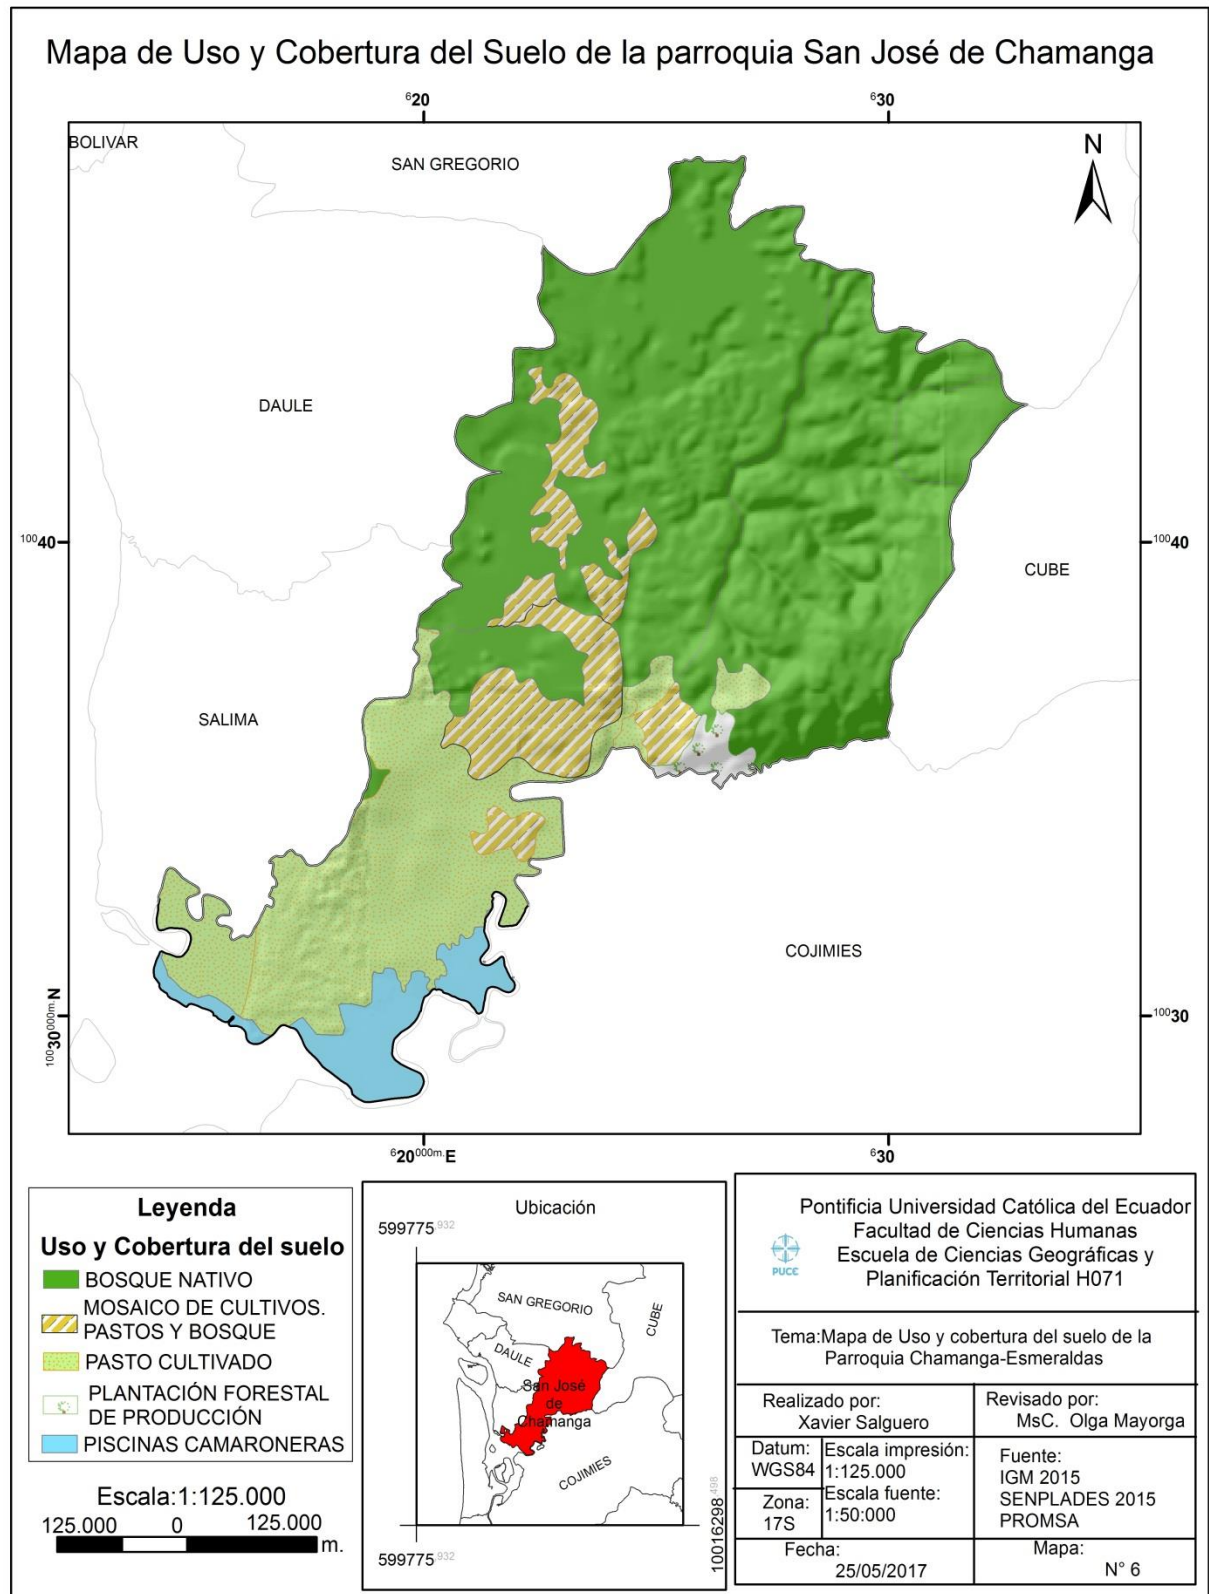 Mapa de Uso y Cobertura del Suelo de la parroquia San José de Chamanga
620
630
BOLIVAR
SAN GREGORIO
N
DAULE
10040
10040
CUBE
SALIMA
COJIMIES
10030000m.N
10030
620000m.E
630
Leyenda
Uso y Cobertura del suelo
BOSQUE NATIVO
MOSAICO DE CULTIVOS.
PASTOS Y BOSQUE
PASTO CULTIVADO
PLANTACIÓN FORESTAL
DE PRODUCCIÓN
PISCINAS CAMARONERAS
Escala:1:125.000
125.000 0 125.000
m.
Ubicación
599775,932
SAN GREGORIO
CUBE
DAULE
San José
de
Chamanga
COJIMIES
599775,932
10016298,498
PUCE
Pontificia Universidad Católica del Ecuador
Facultad de Ciencias Humanas
Escuela de Ciencias Geográficas y
Planificación Territorial H071
Tema:Mapa de Uso y cobertura del suelo de la
Parroquia Chamanga-Esmeraldas
Realizado por:
Xavier Salguero
Revisado por:
MsC. Olga Mayorga
Datum:
WGS84
Escala impresión:
1:125.000
Escala fuente:
1:50:000
Zona:
17S
Fuente:
IGM 2015
SENPLADES 2015
PROMSA
Fecha:
25/05/2017
Mapa:
N° 6